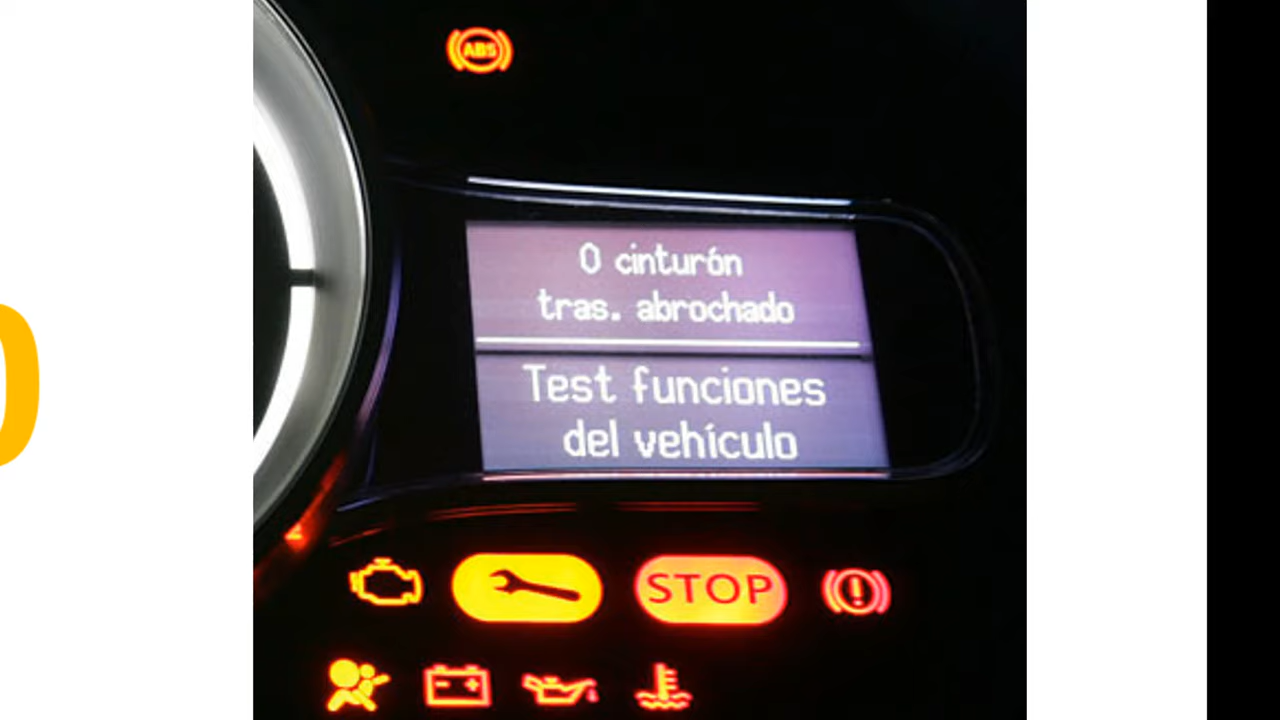 ABS
0 cinturón
tras. abrochado
Test funciones
del vehículo
STOP